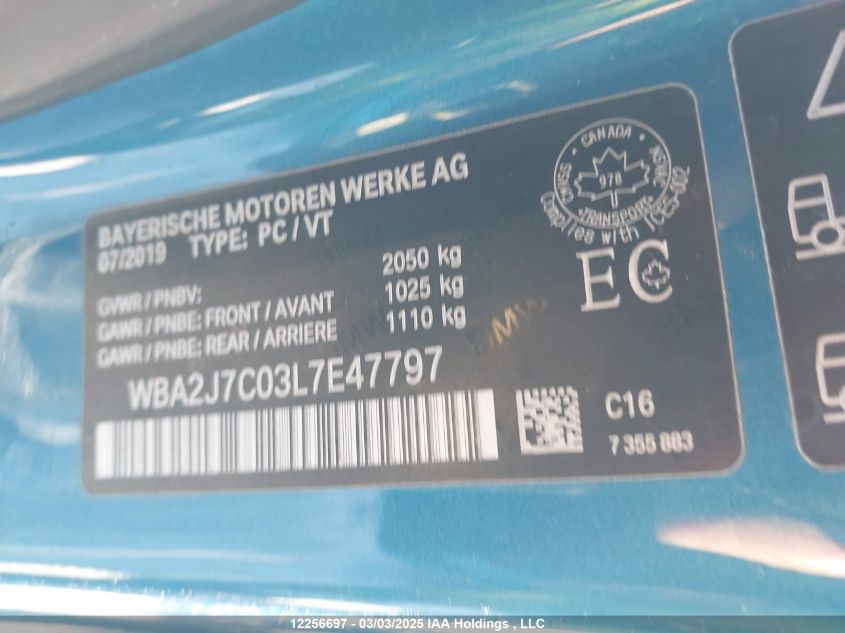 BAYERISCHE MOTOREN WERKE AG
07/2019 TYPE: PC / VT
GVWR / PNBV: 2050 kg
GAWR / PNBE: FRONT / AVANT 1025 kg
GAWR / PNBE: REAR / ARRIERE 1110 kg
WBA2J7C03L7E47797
CANADA
978
TRANSPORT
Complies with ICES-002
EC
BMW
C16
7 355 883
12256697 - 03/03/2025 IAA Holdings , LLC